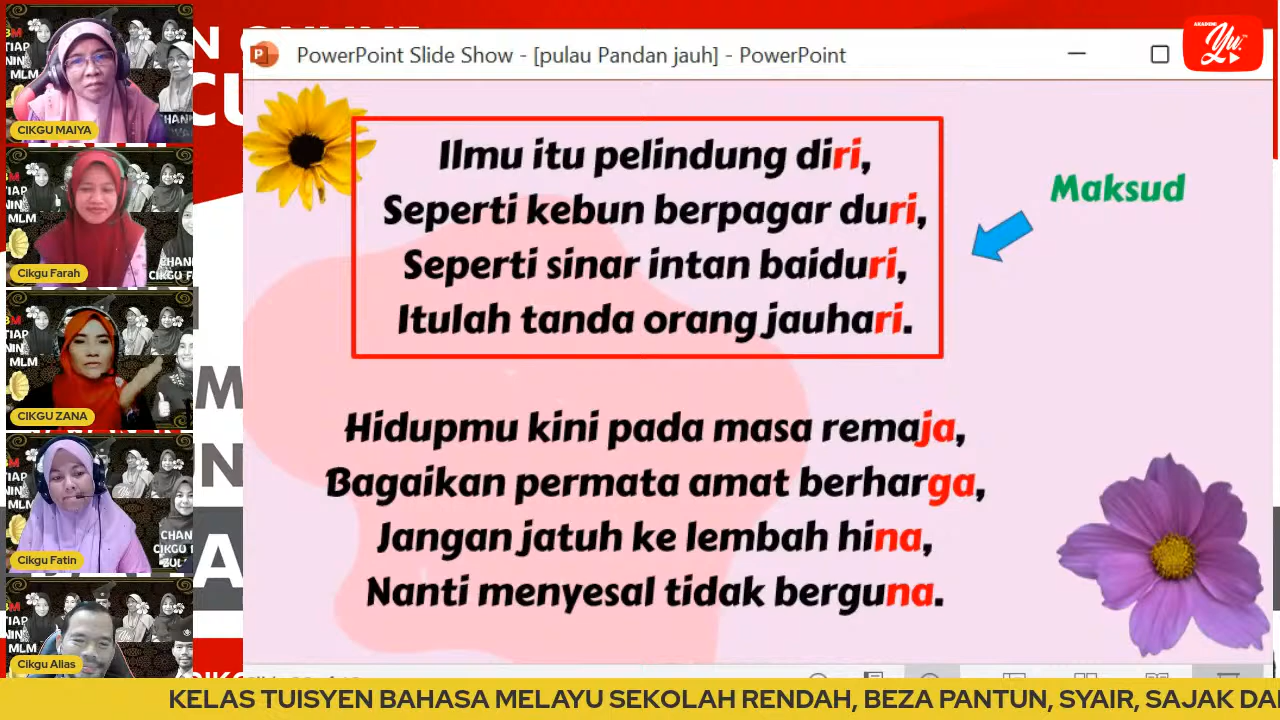 PowerPoint Slide Show - [pulau Pandan jauh] - PowerPoint
AKADEMI
YuL
CIKGU MAIYA
Cikgu Farah
CIKGU ZANA
Cikgu Fatin
Cikgu Alias
Ilmu itu pelindung diri,
Seperti kebun berpagar duri,
Seperti sinar intan baiduri,
Itulah tanda orang jauhari.
Maksud
Hidupmu kini pada masa remaja,
Bagaikan permata amat berharga,
Jangan jatuh ke lembah hina,
Nanti menyesal tidak berguna.
KELAS TUISYEN BAHASA MELAYU SEKOLAH RENDAH, BEZA PANTUN, SYAIR, SAJAK DA